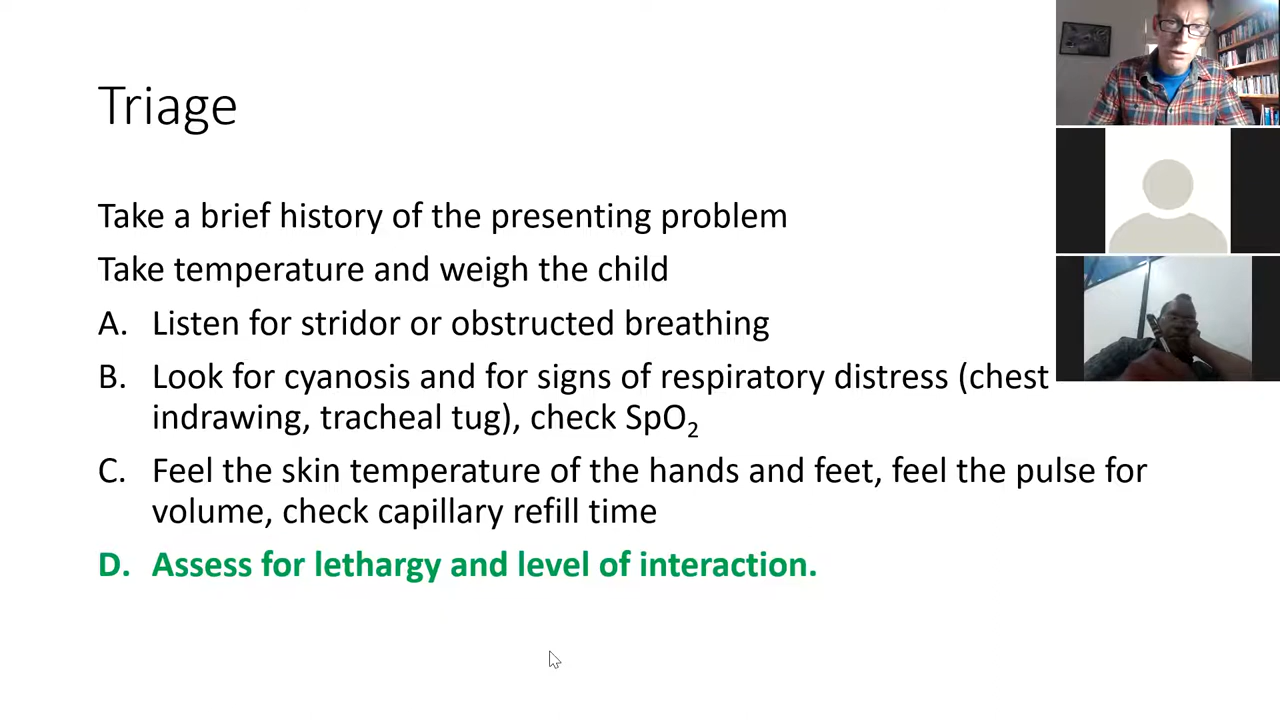 Triage
Take a brief history of the presenting problem
Take temperature and weigh the child
A. Listen for stridor or obstructed breathing
B. Look for cyanosis and for signs of respiratory distress (chest
indrawing, tracheal tug), check SpO₂
C. Feel the skin temperature of the hands and feet, feel the pulse for
volume, check capillary refill time
D. Assess for lethargy and level of interaction.